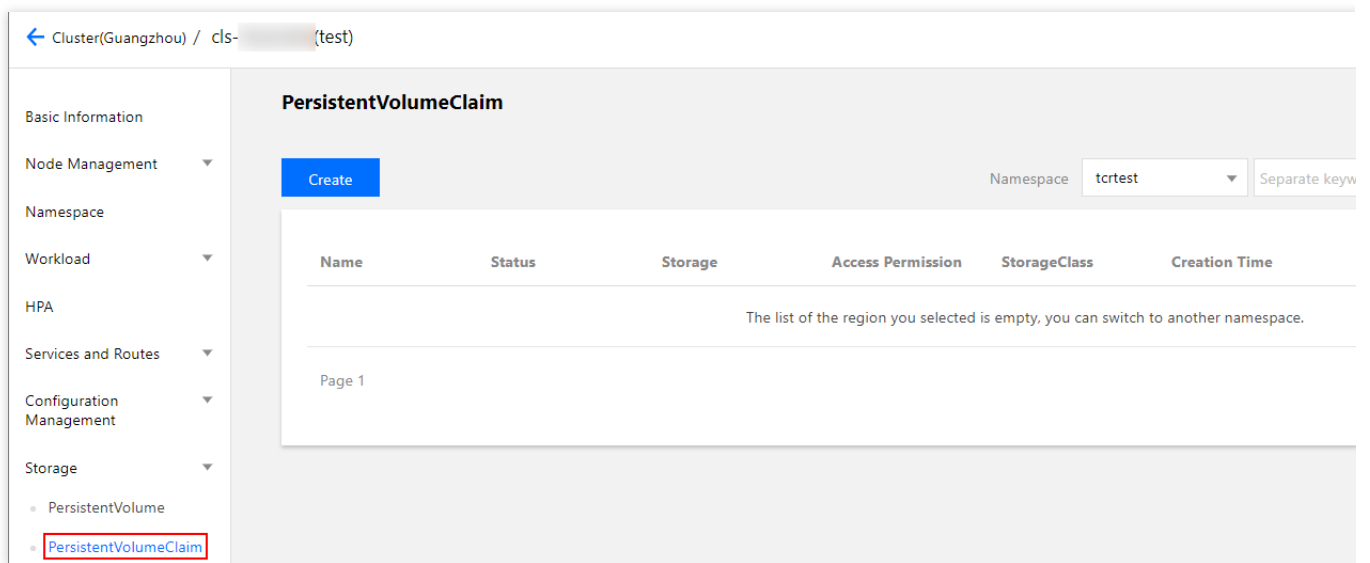 Cluster(Guangzhou) / cls- (test)
PersistentVolumeClaim
Basic Information
Node Management
Namespace
Workload
HPA
Services and Routes
Configuration
Management
Storage
PersistentVolume
PersistentVolumeClaim
Create
Namespace tcrtest Separate keyw
Name Status Storage Access Permission StorageClass Creation Time
The list of the region you selected is empty, you can switch to another namespace.
Page 1